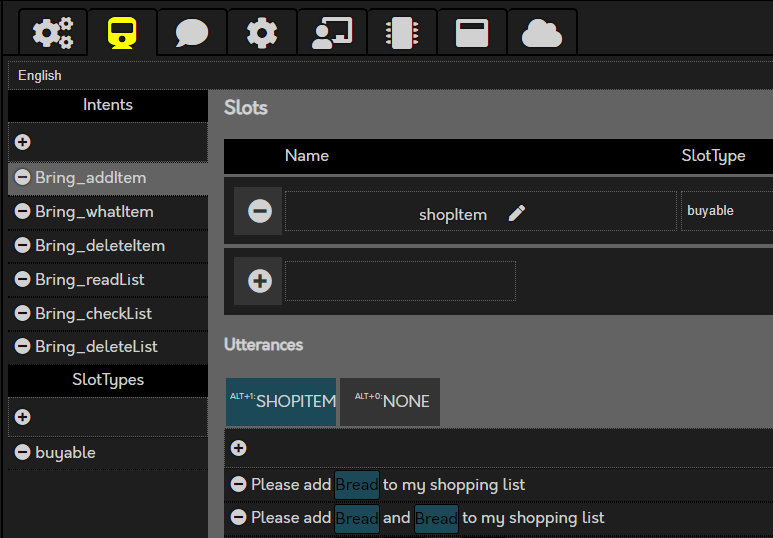 English
Intents
Bring_addItem
Bring_whatItem
Bring_deleteItem
Bring_readList
Bring_checkList
Bring_deleteList
SlotTypes
buyable
Slots
Name SlotType
shopItem buyable
Utterances
ALT+1:SHOPITEM ALT+0:NONE
Please add Bread to my shopping list
Please add Bread and Bread to my shopping list